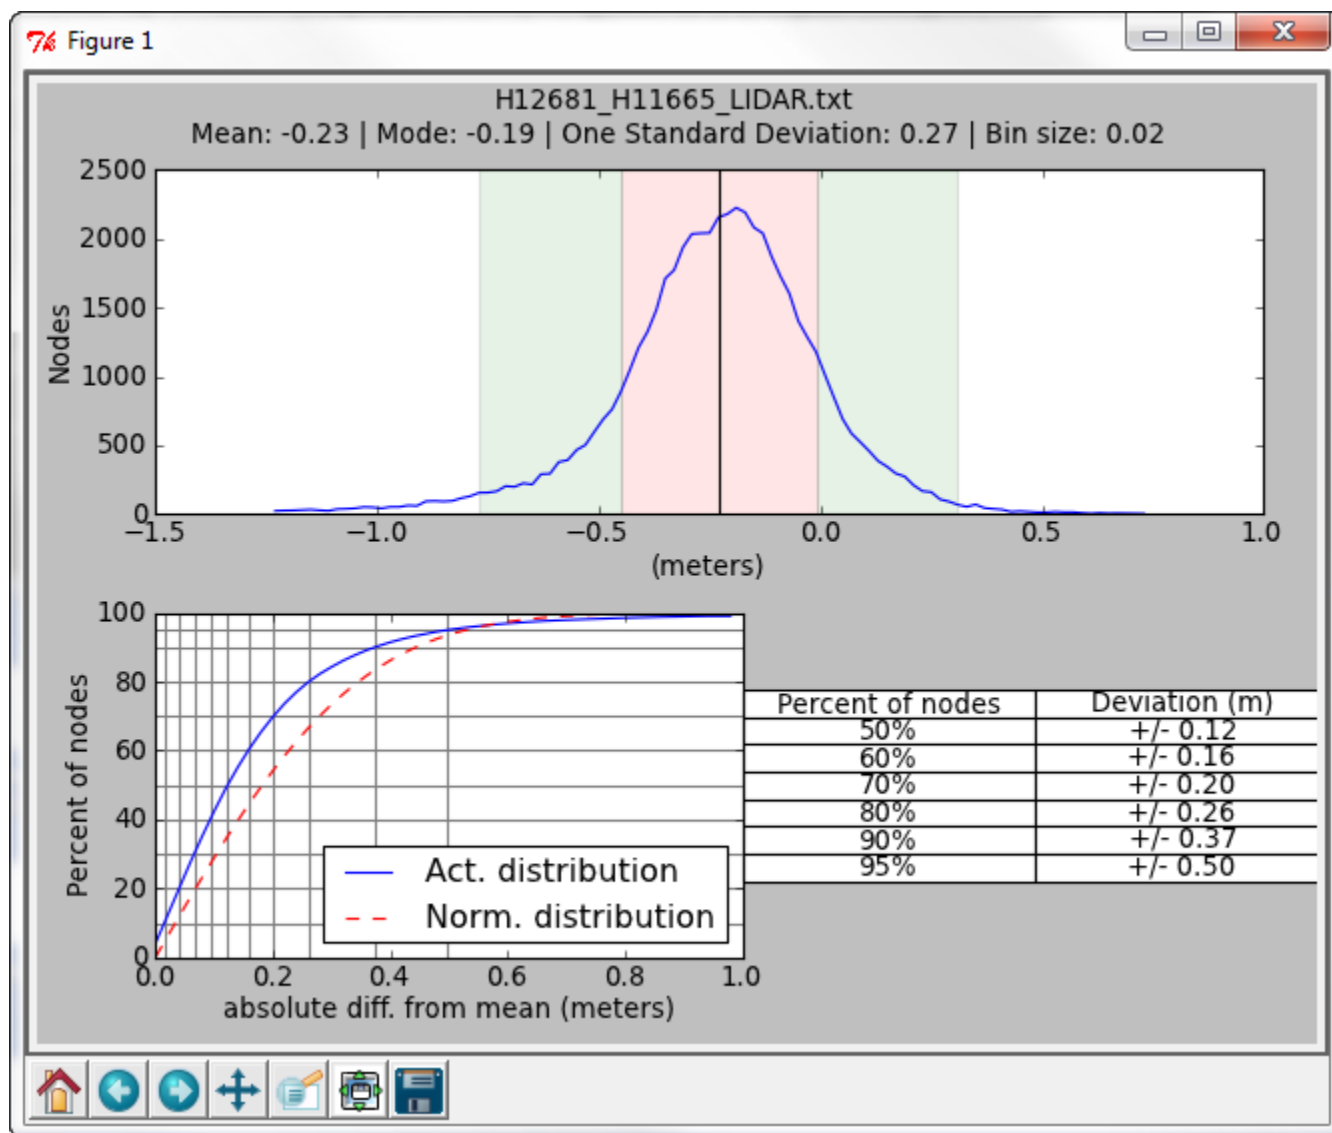 Figure 1
H12681_H11665_LIDAR.txt
Mean: -0.23 | Mode: -0.19 | One Standard Deviation: 0.27 | Bin size: 0.02
2500
2000
1500
1000
500
0
Nodes
−1.5 −1.0 −0.5 0.0 0.5 1.0
(meters)
100
80
60
40
20
0
Percent of nodes
0.0 0.2 0.4 0.6 0.8 1.0
absolute diff. from mean (meters)
Act. distribution
Norm. distribution
Percent of nodes Deviation (m)
50% +/- 0.12
60% +/- 0.16
70% +/- 0.20
80% +/- 0.26
90% +/- 0.37
95% +/- 0.50